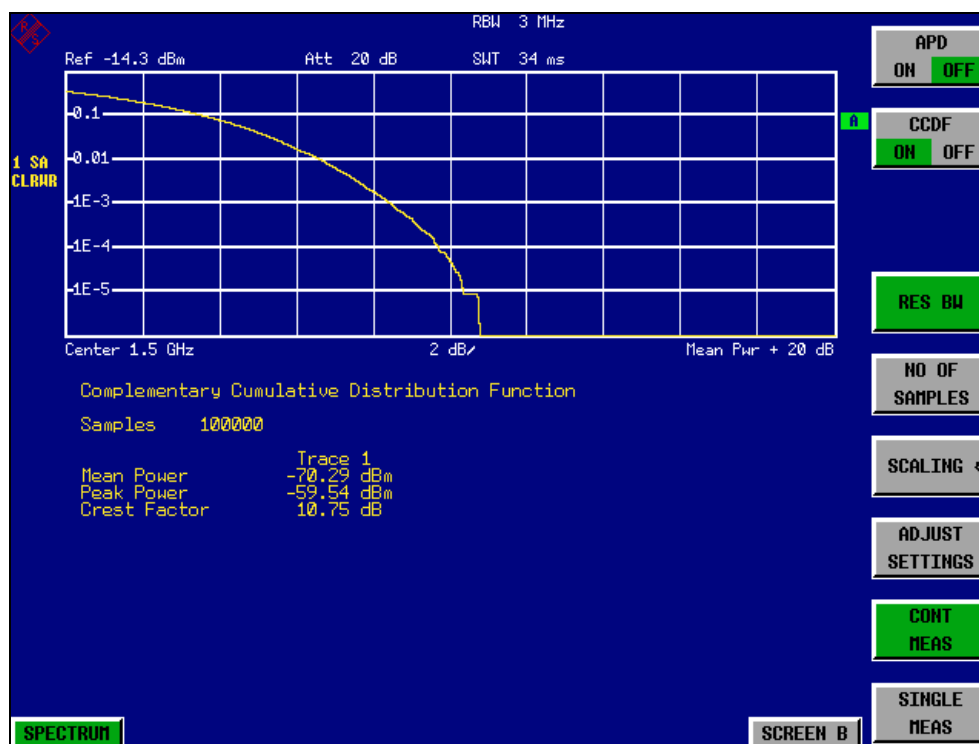 R S
RBW 3 MHz
Ref -14.3 dBm Att 20 dB SWT 34 ms
0.1
0.01
1E-3
1E-4
1E-5
1 SA
CLRWR
A
Center 1.5 GHz 2 dB/ Mean Pwr + 20 dB
Complementary Cumulative Distribution Function
Samples 100000
Trace 1
Mean Power -70.29 dBm
Peak Power -59.54 dBm
Crest Factor 10.75 dB
SPECTRUM
SCREEN B
APD
ON OFF
CCDF
ON OFF
RES BW
NO OF
SAMPLES
SCALING
ADJUST
SETTINGS
CONT
MEAS
SINGLE
MEAS